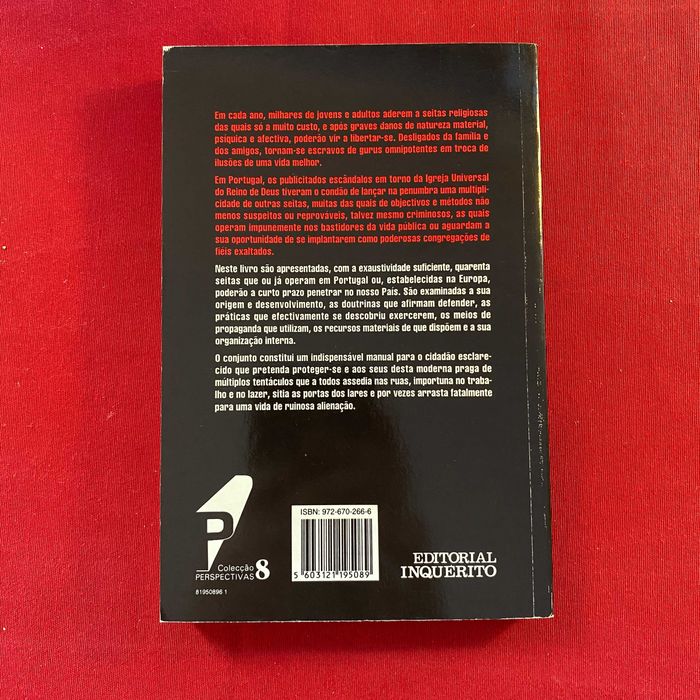 Em cada ano, milhares de jovens e adultos aderem a seitas religiosas
das quais só a muito custo, e após graves danos de natureza material,
psíquica e afectiva, poderão vir a libertar-se. Desligados da família e
dos amigos, tornam-se escravos de gurus omnipotentes em troca de
ilusões de uma vida melhor.
Em Portugal, os publicitados escândalos em torno da Igreja Universal
do Reino de Deus tiveram o condão de lançar na penumbra uma multipli-
cidade de outras seitas, muitas das quais de objectivos e métodos não
menos suspeitos ou reprováveis, talvez mesmo criminosos, as quais
operam impunemente nos bastidores da vida pública ou aguardam a
sua oportunidade de se implantarem como poderosas congregações de
fiéis exaltados.
Neste livro são apresentadas, com a exaustividade suficiente, quarenta
seitas que ou já operam em Portugal ou, estabelecidas na Europa,
poderão a curto prazo penetrar no nosso País. São examinadas a sua
origem e desenvolvimento, as doutrinas que afirmam defender, as
práticas que efectivamente se descobriu exercerem, os meios de
propaganda que utilizam, os recursos materiais de que dispõem e a sua
organização interna.
O conjunto constitui um indispensável manual para o cidadão esclare-
cido que pretenda proteger-se e aos seus desta moderna praga de
múltiplos tentáculos que a todos assedia nas ruas, importuna no traba-
lho e no lazer, sitia as portas dos lares e por vezes arrasta fatalmente
para uma vida de ruinosa alienação.
P
Colecção
PERSPECTIVAS 8
81950896 1
ISBN: 972-670-266-6
5 603121 195089
EDITORIAL
INQUERITO